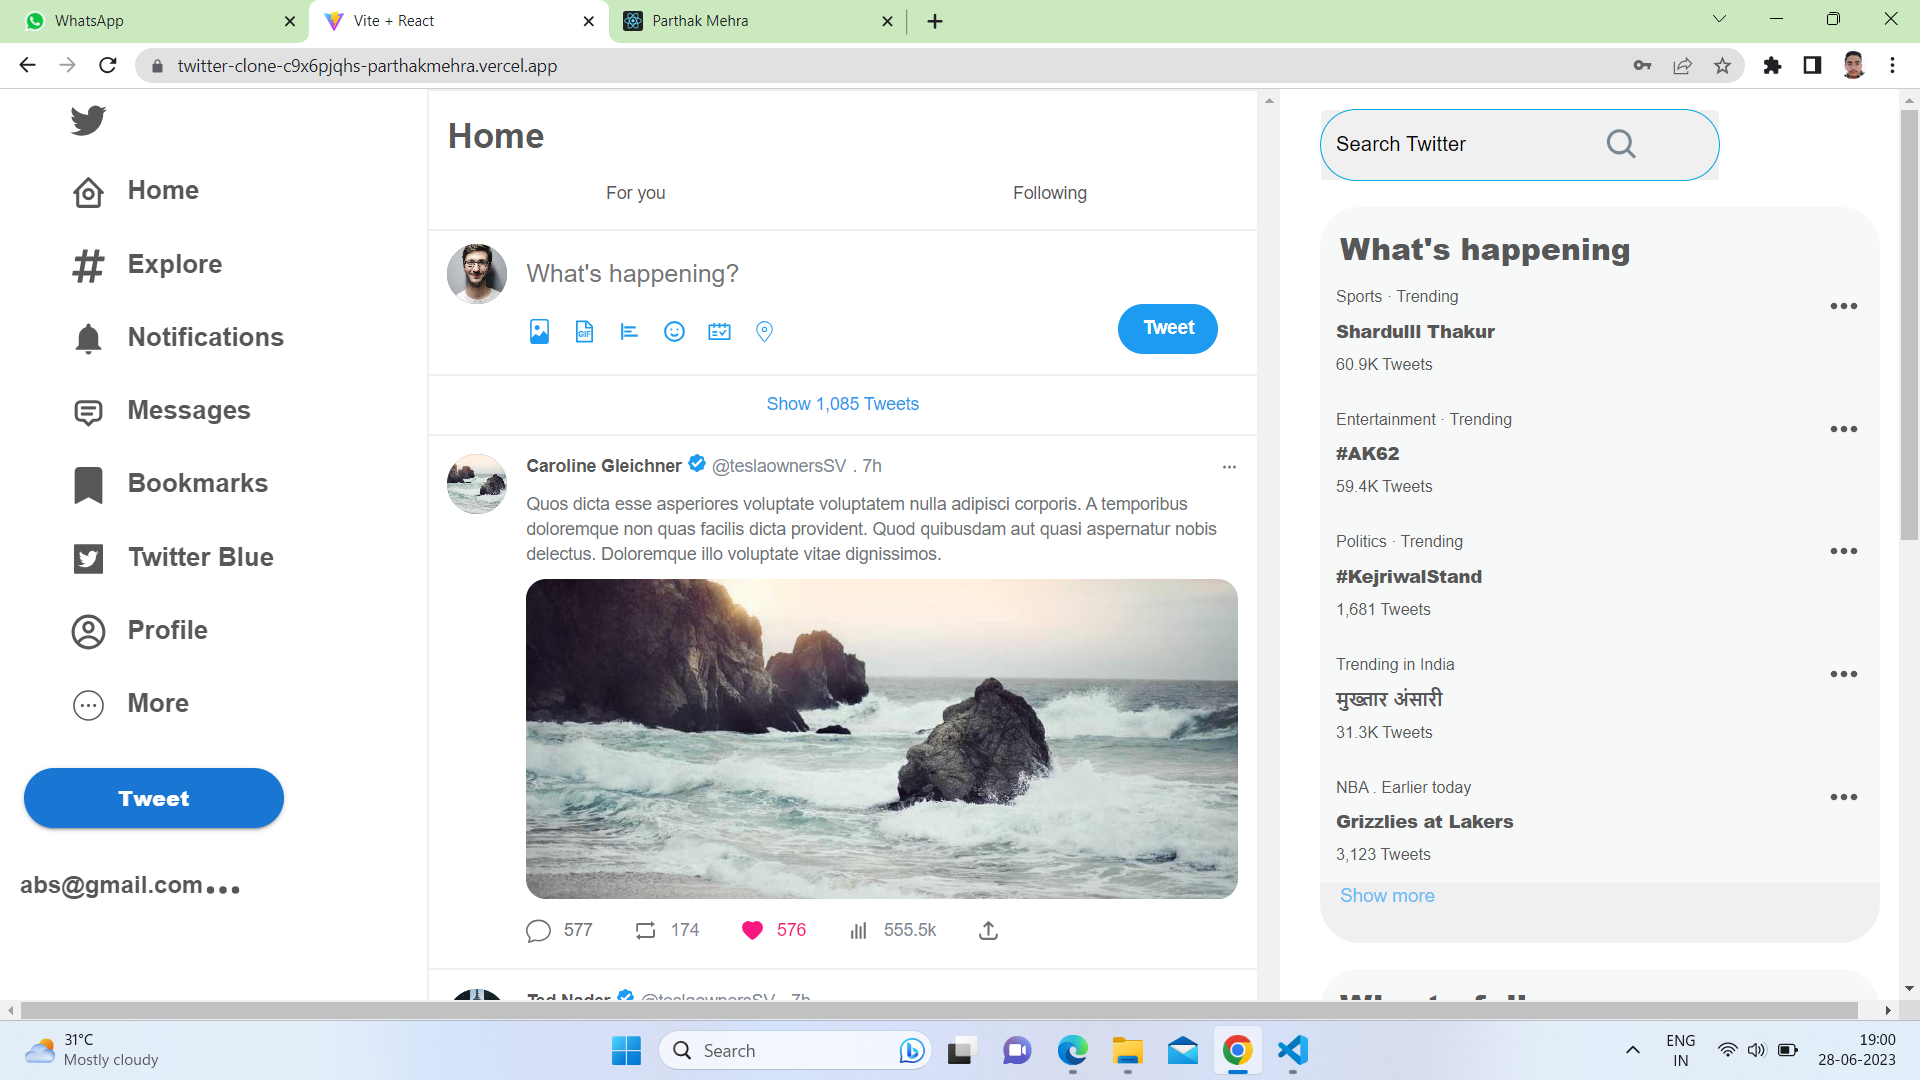 WhatsApp
Vite + React
Parthak Mehra
twitter-clone-c9x6pjqhs-parthakmehra.vercel.app
Home
Explore
Notifications
Messages
Bookmarks
Twitter Blue
Profile
More
Tweet
abs@gmail.com
Home
For you
Following
What's happening?
GIF
Tweet
Show 1,085 Tweets
Caroline Gleichner @teslaownersSV . 7h
Quos dicta esse asperiores voluptate voluptatem nulla adipisci corporis. A temporibus
doloremque non quas facilis dicta provident. Quod quibusdam aut quasi aspernatur nobis
delectus. Doloremque illo voluptate vitae dignissimos.
577
174
576
555.5k
Ted Nader @teslaownersSV . 7h
Search Twitter
What's happening
Sports · Trending
Shardulll Thakur
60.9K Tweets
Entertainment · Trending
#AK62
59.4K Tweets
Politics · Trending
#KejriwalStand
1,681 Tweets
Trending in India
मुख्तार अंसारी
31.3K Tweets
NBA . Earlier today
Grizzlies at Lakers
3,123 Tweets
Show more
31°C
Mostly cloudy
Search
ENG
IN
19:00
28-06-2023